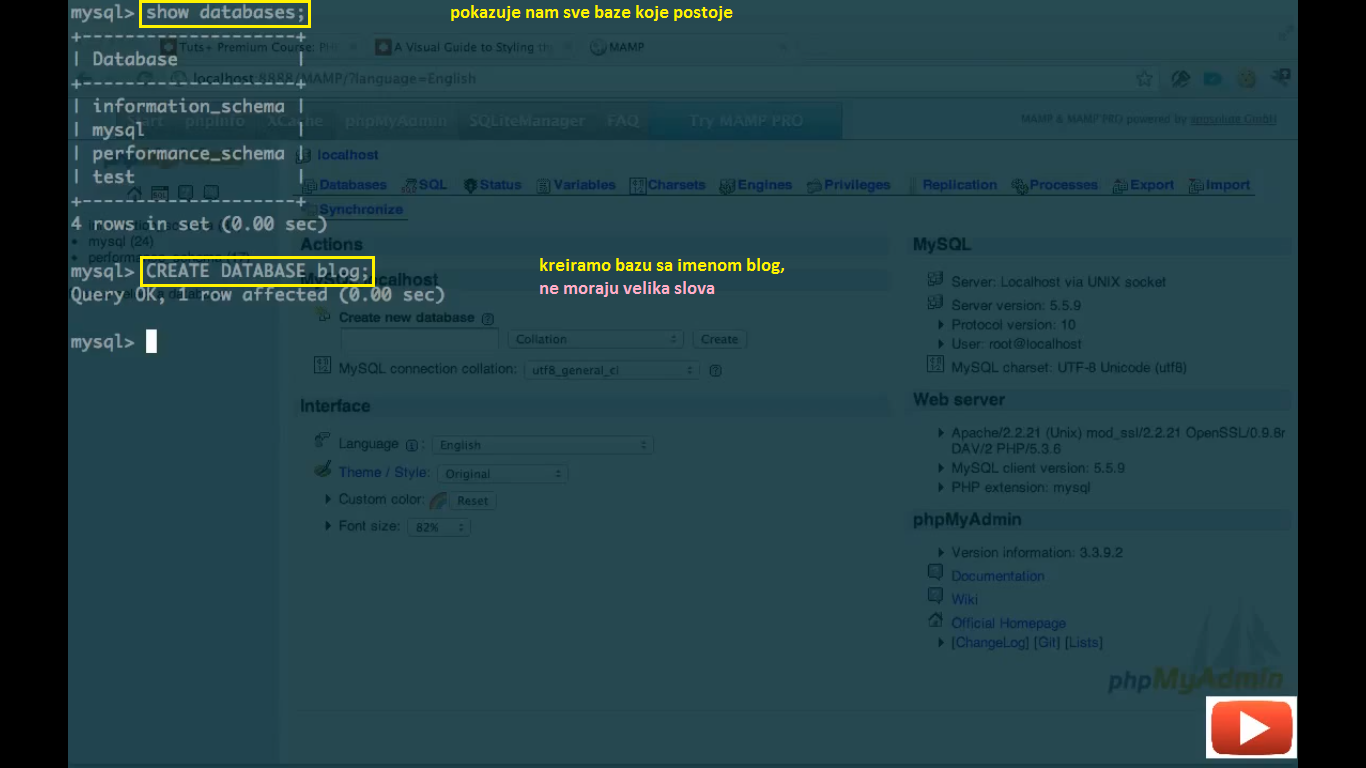 mysql> show databases;
pokazuje nam sve baze koje postoje
+--------------------+
Tuts+ Premium Course: PH
A Visual Guide to Styling th
MAMP
| Database |
localhost:8888/MAMP/?language=English
+--------------------+
| information_schema |
Start phpInfo XCache phpMyAdmin SQLiteManager FAQ Try MAMP PRO
MAMP & MAMP PRO powered by appsolute GmbH
| mysql |
| performance_schema |
localhost
| test |
Databases SQL Status Variables Charsets Engines Privileges Replication Processes Export Import
+--------------------+
Synchronize
4 rows in set (0.00 sec)
mysql (24)
Actions
MySQL
mysql> CREATE DATABASE blog;
kreiramo bazu sa imenom blog,
ne moraju velika slova
Query OK, 1 row affected (0.00 sec)
mysql>
MySQL localhost
Create new database
Collation
Create
MySQL connection collation:
utf8_general_ci
Interface
Language
:
English
Theme / Style:
Original
Custom color:
Reset
Font size:
82%
Server: Localhost via UNIX socket
Server version: 5.5.9
Protocol version: 10
User: root@localhost
MySQL charset: UTF-8 Unicode (utf8)
Web server
Apache/2.2.21 (Unix) mod_ssl/2.2.21 OpenSSL/0.9.8r
DAV/2 PHP/5.3.6
MySQL client version: 5.5.9
PHP extension: mysql
phpMyAdmin
Version information: 3.3.9.2
Documentation
Wiki
Official Homepage
[ChangeLog] [Git] [Lists]
phpMyAdmin